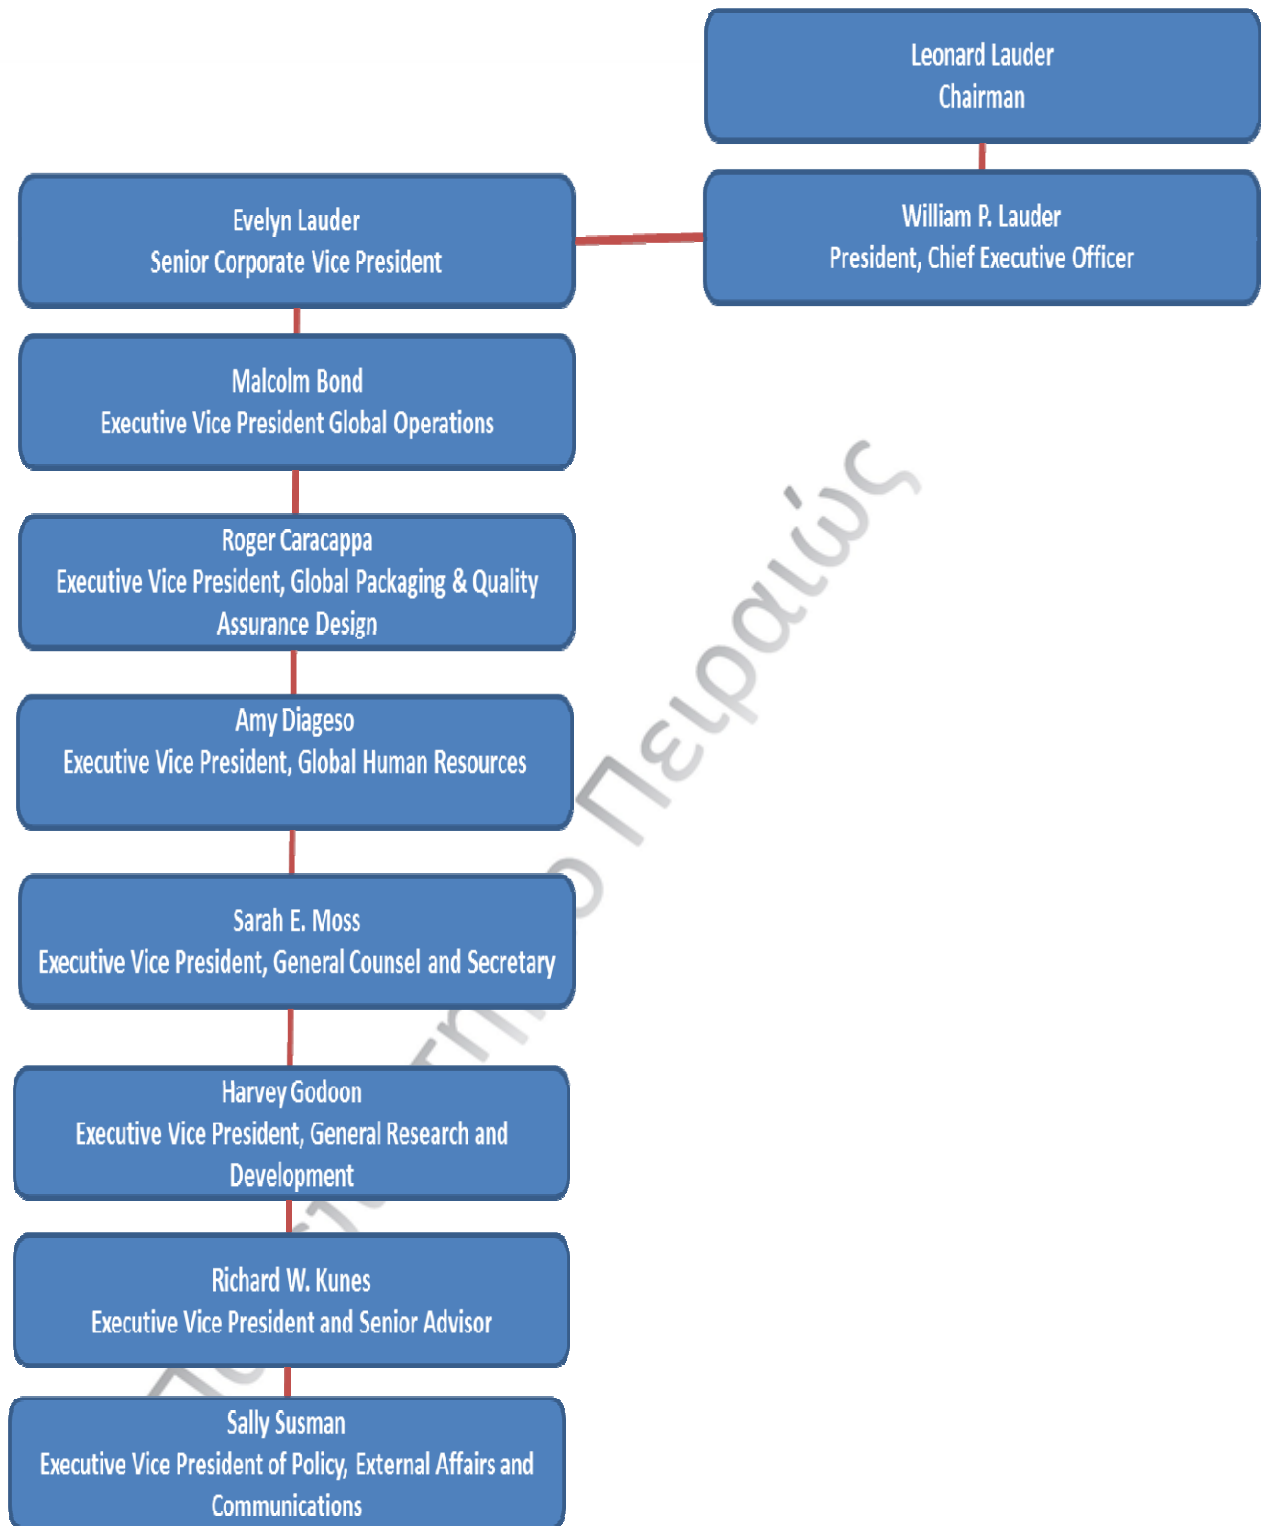 Leonard Lauder
Chairman
William P. Lauder
President, Chief Executive Officer
Evelyn Lauder
Senior Corporate Vice President
Malcolm Bond
Executive Vice President Global Operations
Roger Caracappa
Executive Vice President, Global Packaging & Quality
Assurance Design
Amy Diageso
Executive Vice President, Global Human Resources
Sarah E. Moss
Executive Vice President, General Counsel and Secretary
Harvey Godoon
Executive Vice President, General Research and
Development
Richard W. Kunes
Executive Vice President and Senior Advisor
Sally Susman
Executive Vice President of Policy, External Affairs and
Communications
Πειραιώς